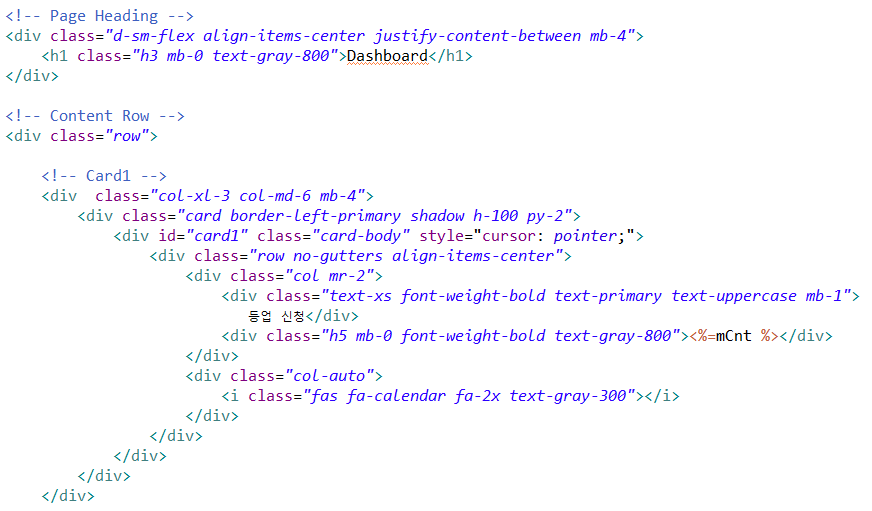 <!-- Page Heading -->
<div class="d-sm-flex align-items-center justify-content-between mb-4">
    <h1 class="h3 mb-0 text-gray-800">Dashboard</h1>
</div>

<!-- Content Row -->
<div class="row">

    <!-- Card1 -->
    <div  class="col-xl-3 col-md-6 mb-4">
        <div class="card border-left-primary shadow h-100 py-2">
            <div id="card1" class="card-body" style="cursor: pointer;">
                <div class="row no-gutters align-items-center">
                    <div class="col mr-2">
                        <div class="text-xs font-weight-bold text-primary text-uppercase mb-1">
                           등업 신청</div>
                        <div class="h5 mb-0 font-weight-bold text-gray-800"><%=mCnt %></div>
                    </div>
                    <div class="col-auto">
                        <i class="fas fa-calendar fa-2x text-gray-300"></i>
                    </div>
                </div>
            </div>
        </div>
    </div>